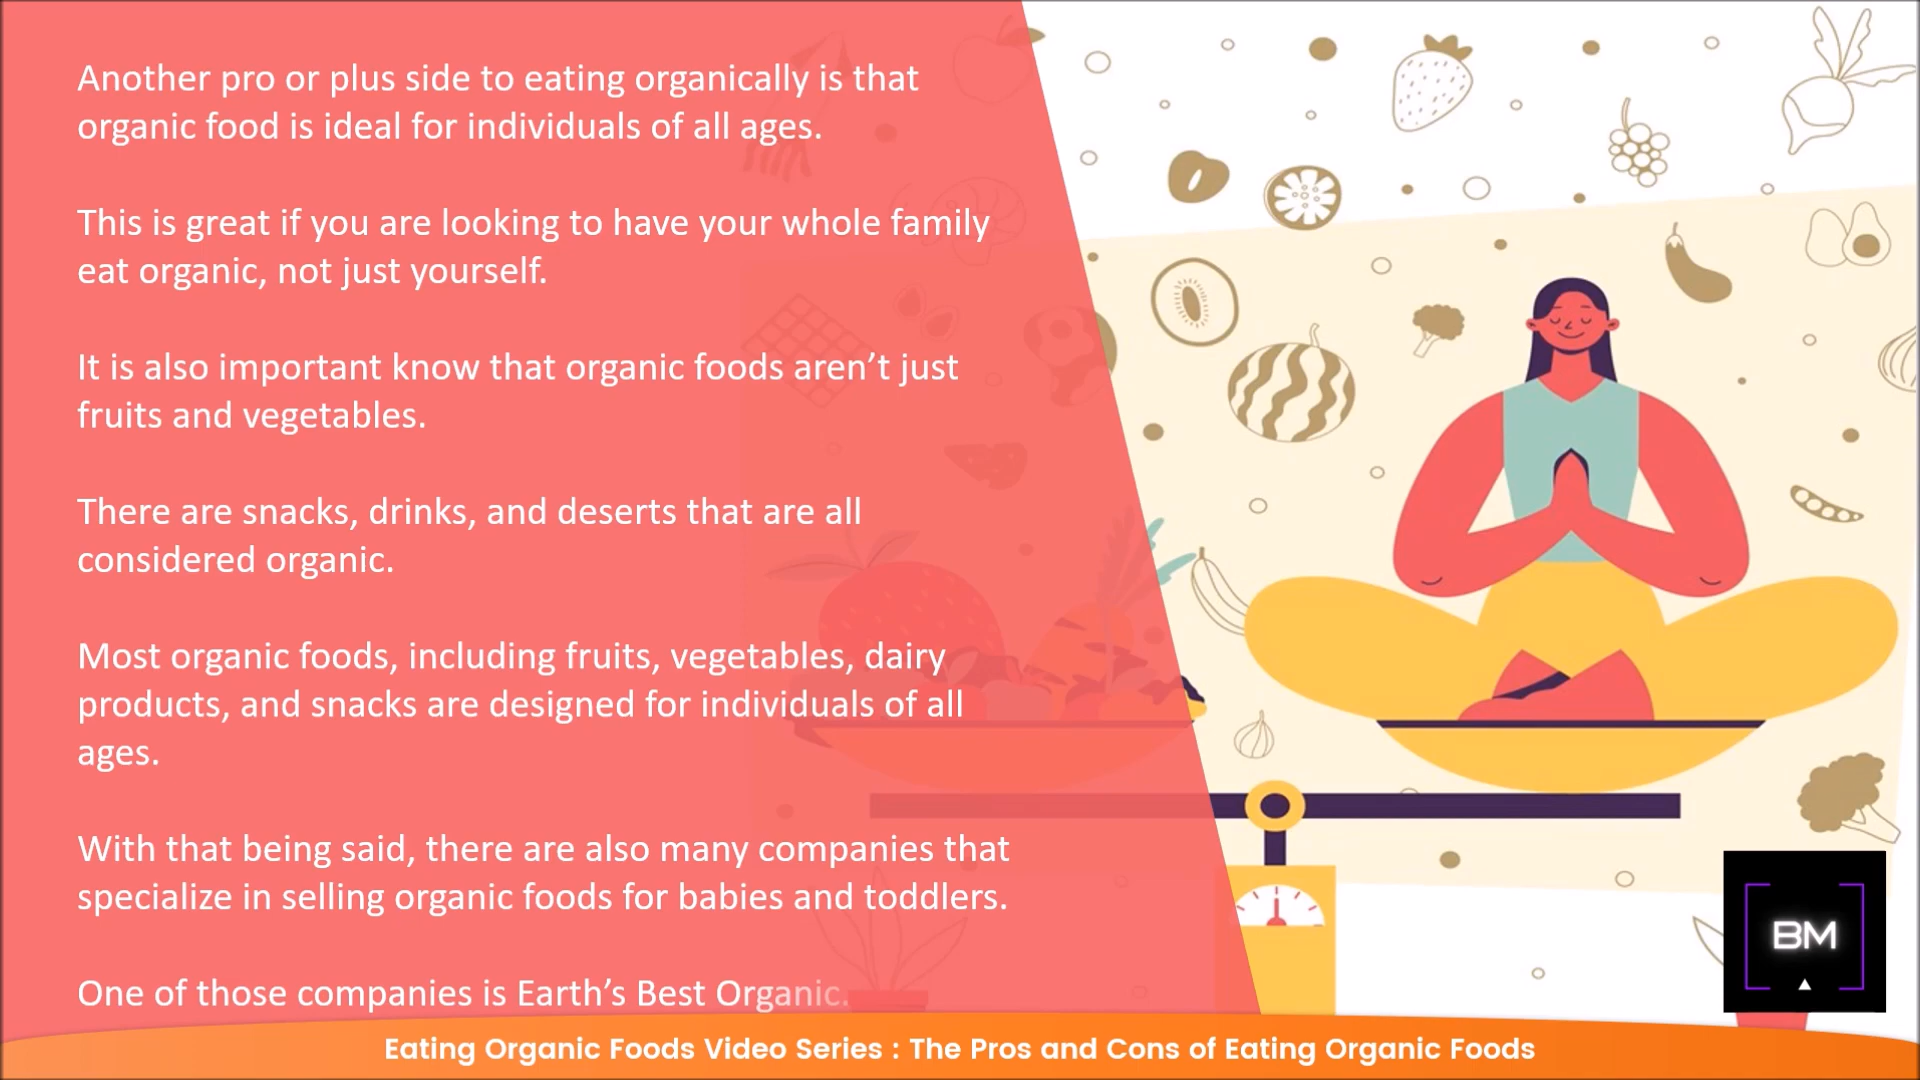 Another pro or plus side to eating organically is that
organic food is ideal for individuals of all ages.
This is great if you are looking to have your whole family
eat organic, not just yourself.
It is also important know that organic foods aren’t just
fruits and vegetables.
There are snacks, drinks, and deserts that are all
considered organic.
Most organic foods, including fruits, vegetables, dairy
products, and snacks are designed for individuals of all
ages.
With that being said, there are also many companies that
specialize in selling organic foods for babies and toddlers.
One of those companies is Earth’s Best Organic.
BM
Eating Organic Foods Video Series : The Pros and Cons of Eating Organic Foods